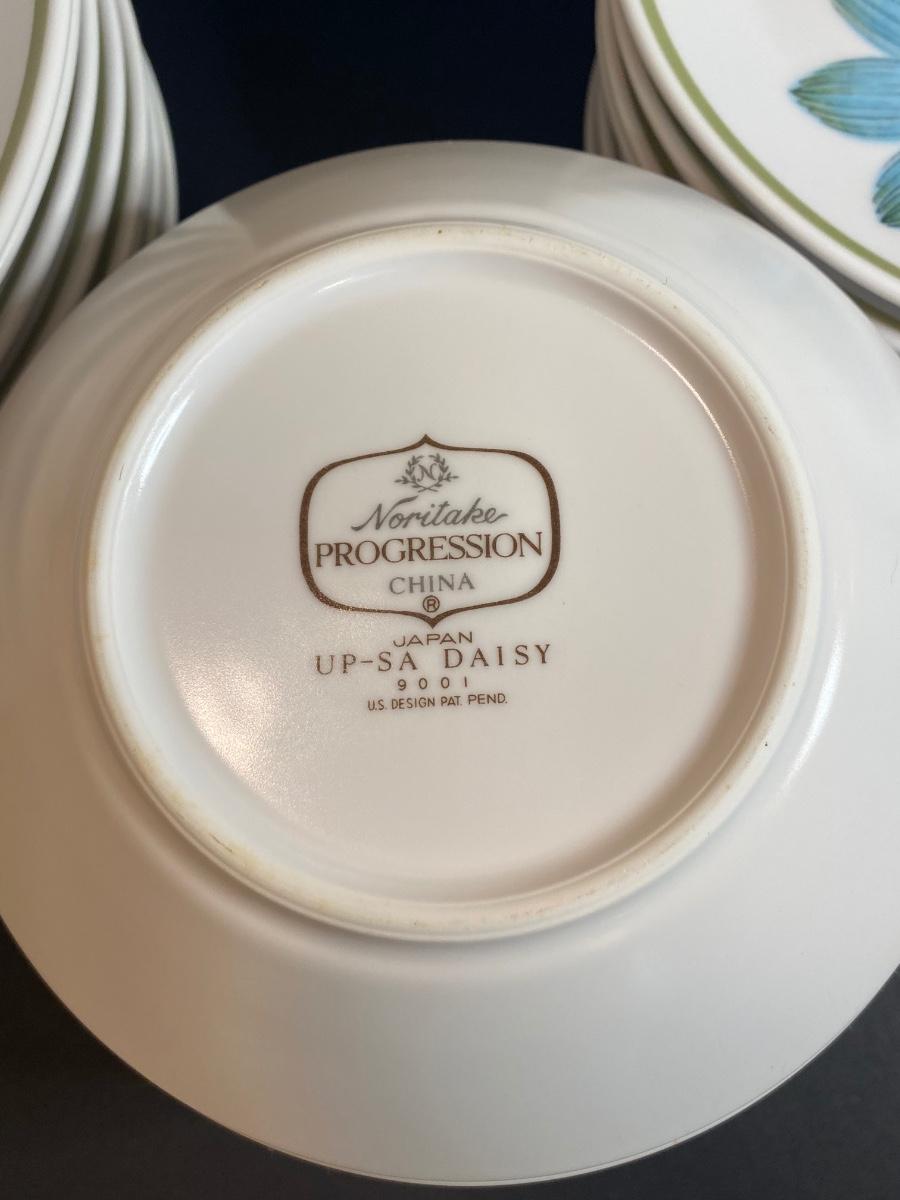 N
Noritake
PROGRESSION
CHINA
®
JAPAN
UP-SA DAISY
9001
U.S. DESIGN PAT. PEND.